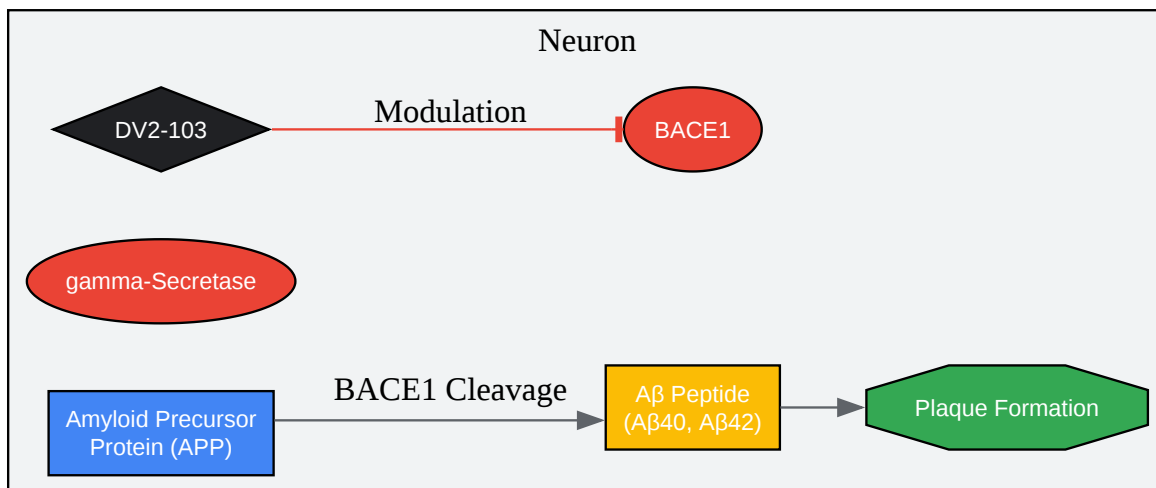 Neuron
DV2-103
Modulation
BACE1
gamma-Secretase
Amyloid Precursor
Protein (APP)
BACE1 Cleavage
Aβ Peptide
(Aβ40, Aβ42)
Plaque Formation